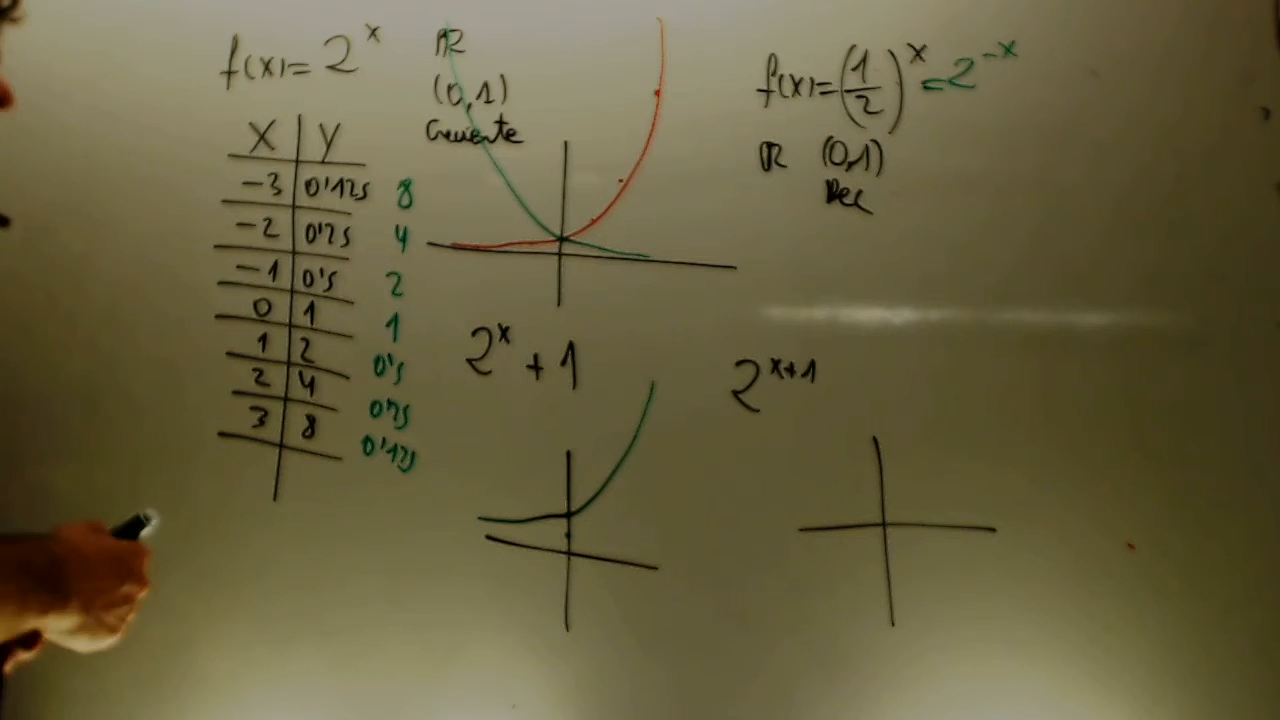 f(x)=2^x
ℝ
(0,1)
Creciente
f(x)=(1/2)^x=2^-x
ℝ (0,1)
Dec
X Y
-3 0'125 8
-2 0'25 4
-1 0'5 2
0 1 1
1 2 0'5
2 4 0'25
3 8 0'125
2^x + 1
2^x+1